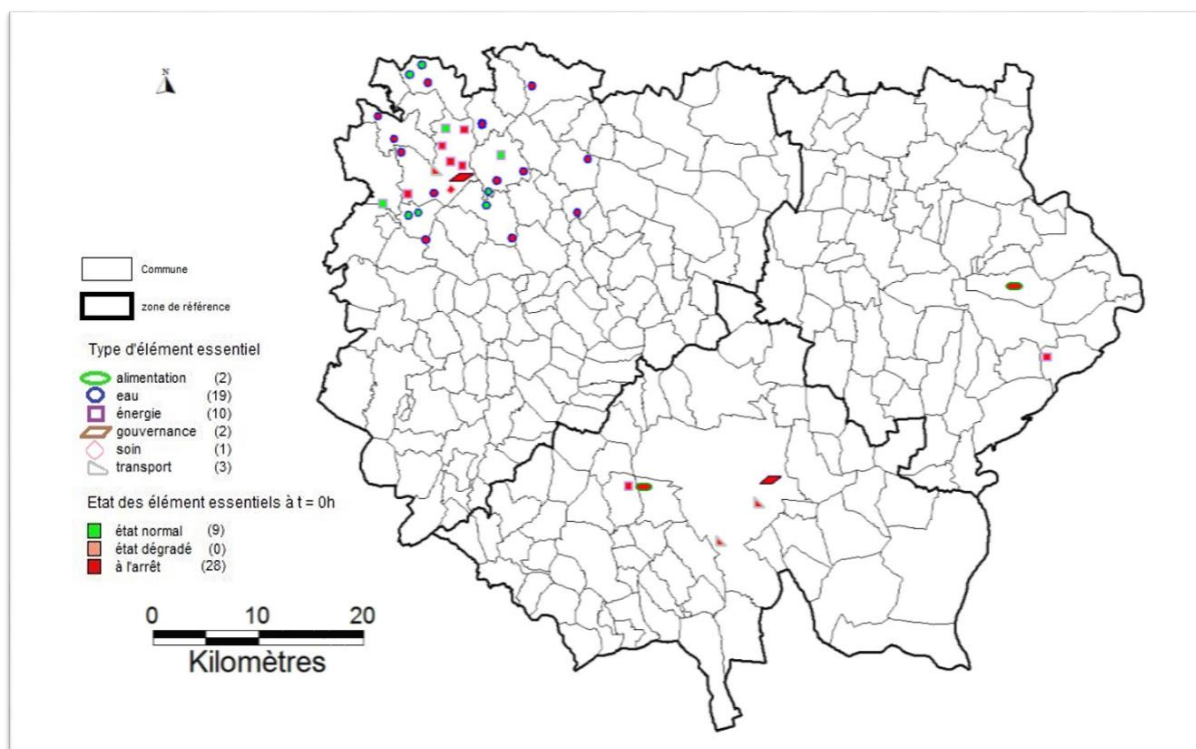 N
Commune
zone de référence
Type d'élément essentiel
alimentation (2)
eau (19)
énergie (10)
gouvernance (2)
soin (1)
transport (3)
Etat des élément essentiels à t = 0h
état normal (9)
état dégradé (0)
à l'arrêt (28)
0 10 20
Kilomètres